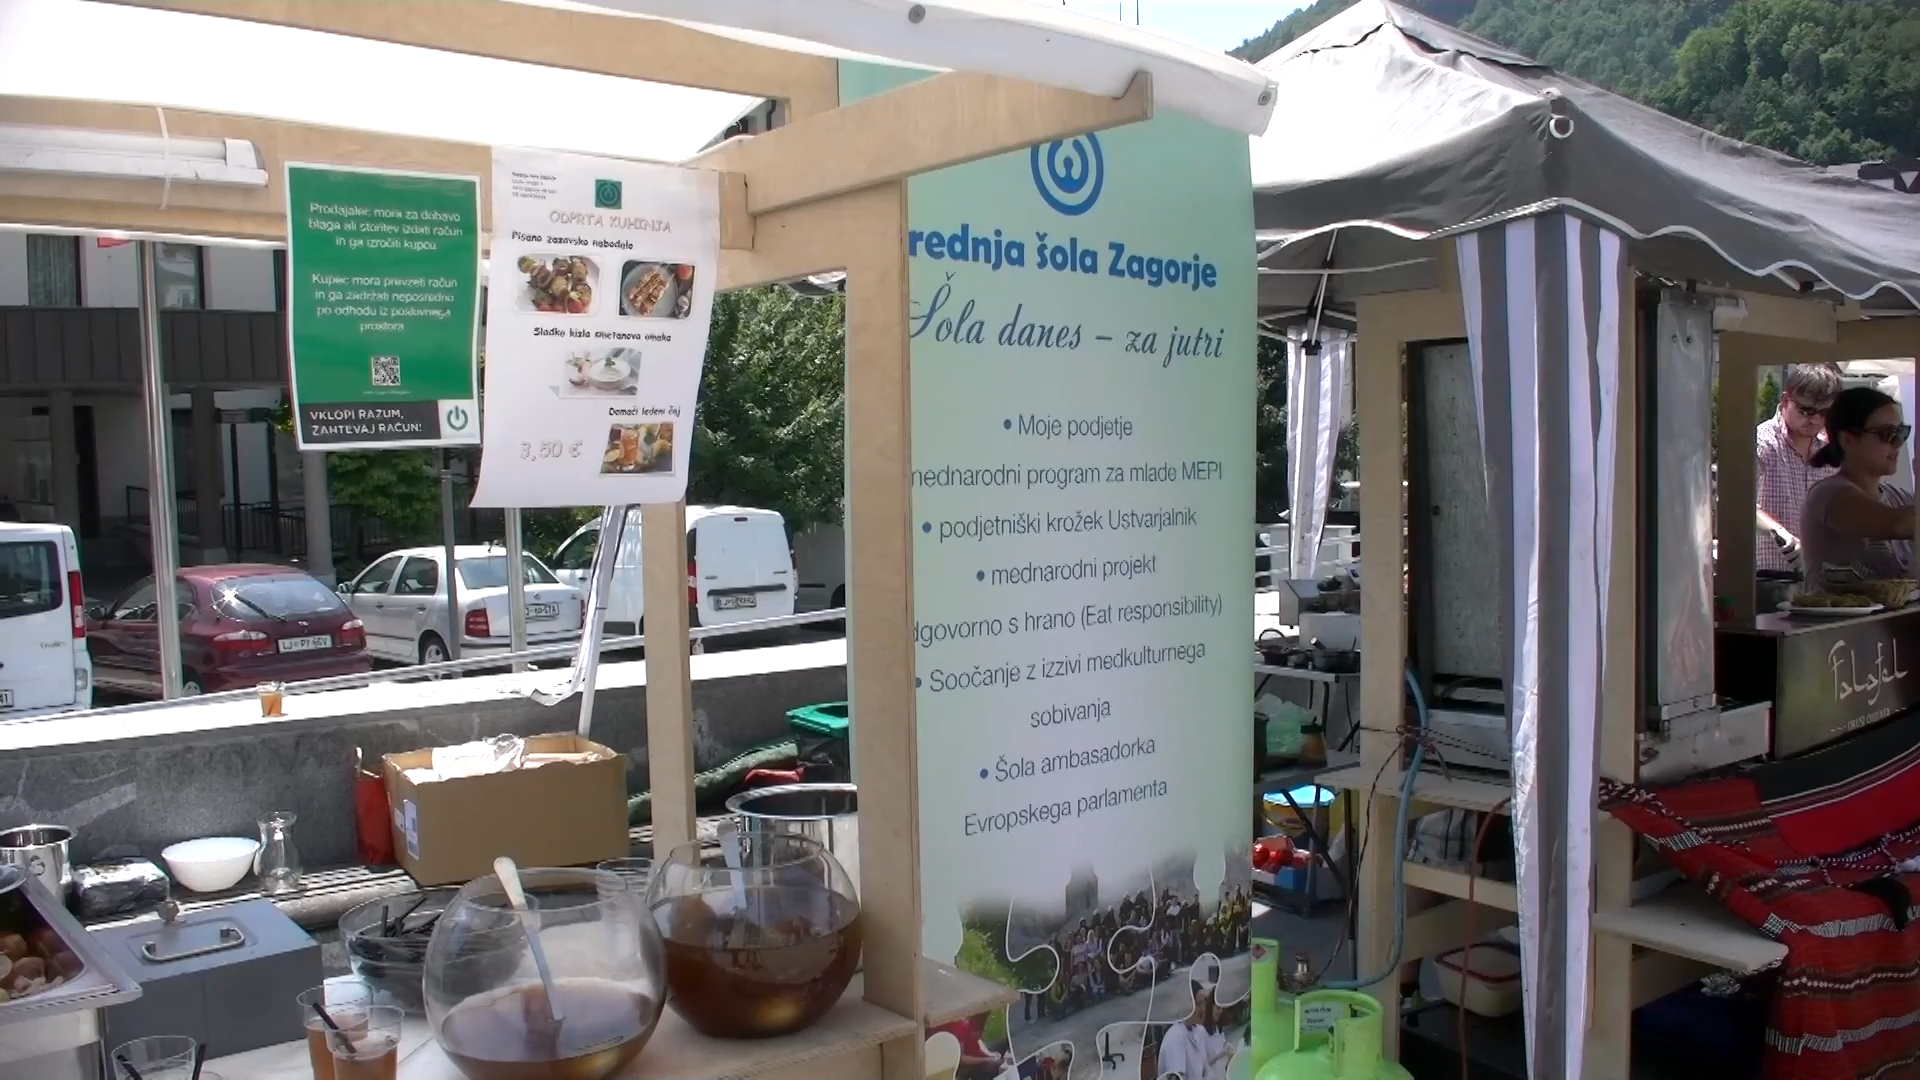 Prodajalec mora za dobavo
blaga ali storitev izdati račun
in ga izročiti kupcu.
Kupec mora prevzeti račun
in ga zadržati neposredno
po odhodu iz poslovnega
prostora
VKLOPI RAZUM,
ZAHTEVAJ RAČUN!
ODPRTA KUHINJA
Pisano zasavsko nabodalo
Sladko kisla smetanova omaka
Domači ledeni čaj
3,50 €
rednja šola Zagorje
Šola danes – za jutri
• Moje podjetje
mednarodni program za mlade MEPI
• podjetniški krožek Ustvarjalnik
• mednarodni projekt
dgovorno s hrano (Eat responsibility)
• Soočanje z izzivi medkulturnega
sobivanja
• Šola ambasadorka
Evropskega parlamenta
Falafel